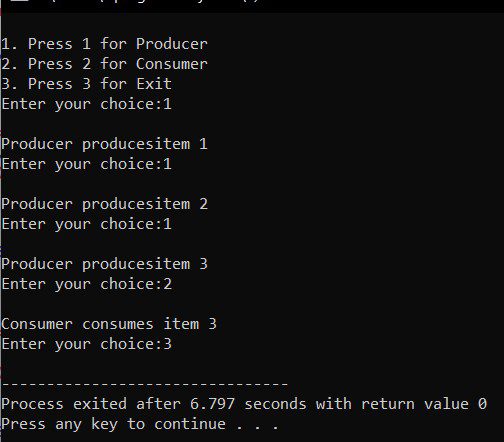 1. Press 1 for Producer
2. Press 2 for Consumer
3. Press 3 for Exit
Enter your choice:1
Producer producesitem 1
Enter your choice:1
Producer producesitem 2
Enter your choice:1
Producer producesitem 3
Enter your choice:2
Consumer consumes item 3
Enter your choice:3
--------------------------------
Process exited after 6.797 seconds with return value 0
Press any key to continue . . .